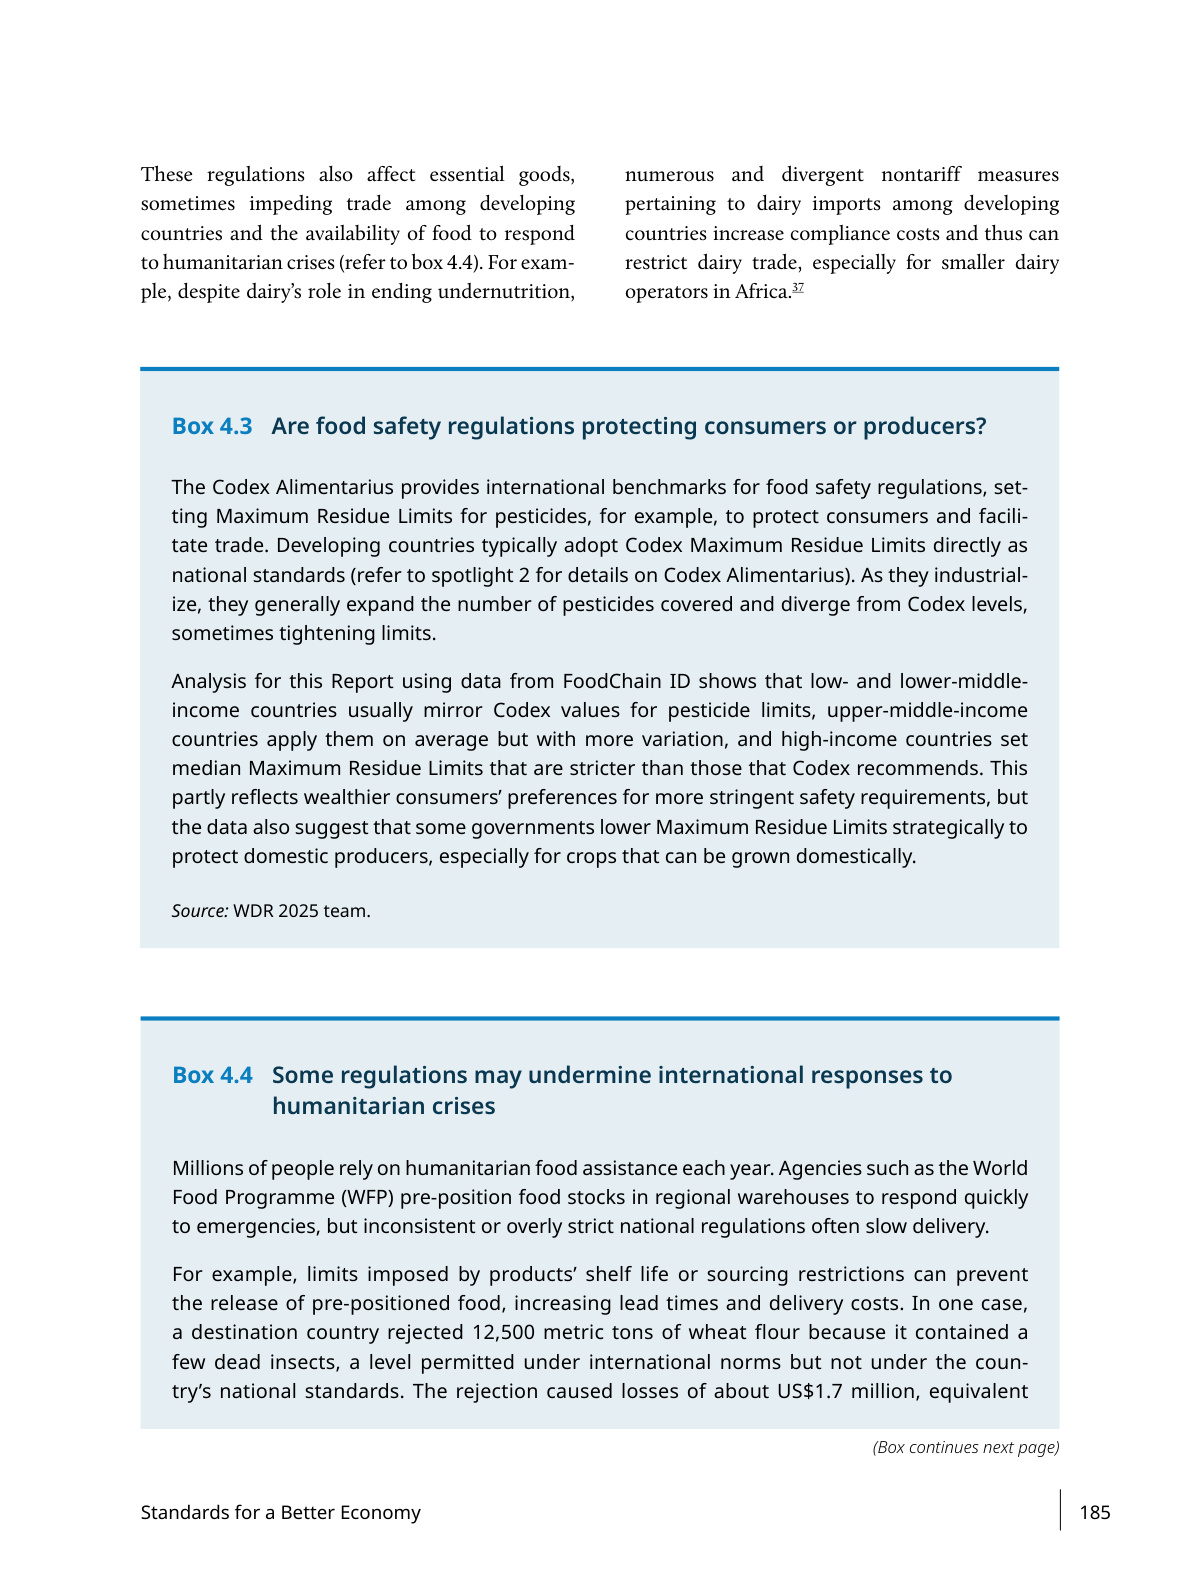 These regulations also affect essential goods,
sometimes impeding trade among developing
countries and the availability of food to respond
to humanitarian crises (refer to box 4.4). For exam-
ple, despite dairy’s role in ending undernutrition,
numerous and divergent nontariff measures
pertaining to dairy imports among developing
countries increase compliance costs and thus can
restrict dairy trade, especially for smaller dairy
operators in Africa.37
Box 4.3 Are food safety regulations protecting consumers or producers?
The Codex Alimentarius provides international benchmarks for food safety regulations, set-
ting Maximum Residue Limits for pesticides, for example, to protect consumers and facili-
tate trade. Developing countries typically adopt Codex Maximum Residue Limits directly as
national standards (refer to spotlight 2 for details on Codex Alimentarius). As they industrial-
ize, they generally expand the number of pesticides covered and diverge from Codex levels,
sometimes tightening limits.
Analysis for this Report using data from FoodChain ID shows that low- and lower-middle-
income countries usually mirror Codex values for pesticide limits, upper-middle-income
countries apply them on average but with more variation, and high-income countries set
median Maximum Residue Limits that are stricter than those that Codex recommends. This
partly reflects wealthier consumers’ preferences for more stringent safety requirements, but
the data also suggest that some governments lower Maximum Residue Limits strategically to
protect domestic producers, especially for crops that can be grown domestically.
Source: WDR 2025 team.
Box 4.4 Some regulations may undermine international responses to
humanitarian crises
Millions of people rely on humanitarian food assistance each year. Agencies such as the World
Food Programme (WFP) pre-position food stocks in regional warehouses to respond quickly
to emergencies, but inconsistent or overly strict national regulations often slow delivery.
For example, limits imposed by products’ shelf life or sourcing restrictions can prevent
the release of pre-positioned food, increasing lead times and delivery costs. In one case,
a destination country rejected 12,500 metric tons of wheat flour because it contained a
few dead insects, a level permitted under international norms but not under the coun-
try’s national standards. The rejection caused losses of about US$1.7 million, equivalent
(Box continues next page)
Standards for a Better Economy
185